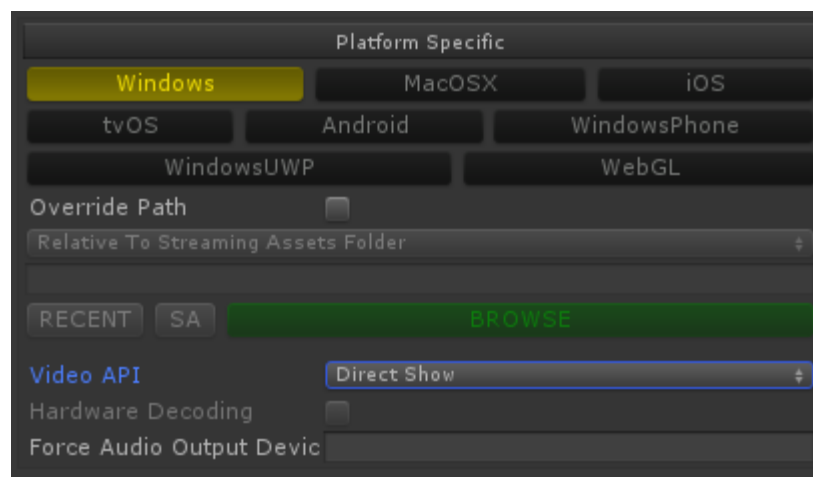 Platform Specific
Windows MacOSX iOS
tvOS Android WindowsPhone
WindowsUWP WebGL
Override Path
Relative To Streaming Assets Folder
RECENT SA BROWSE
Video API Direct Show
Hardware Decoding
Force Audio Output Devic